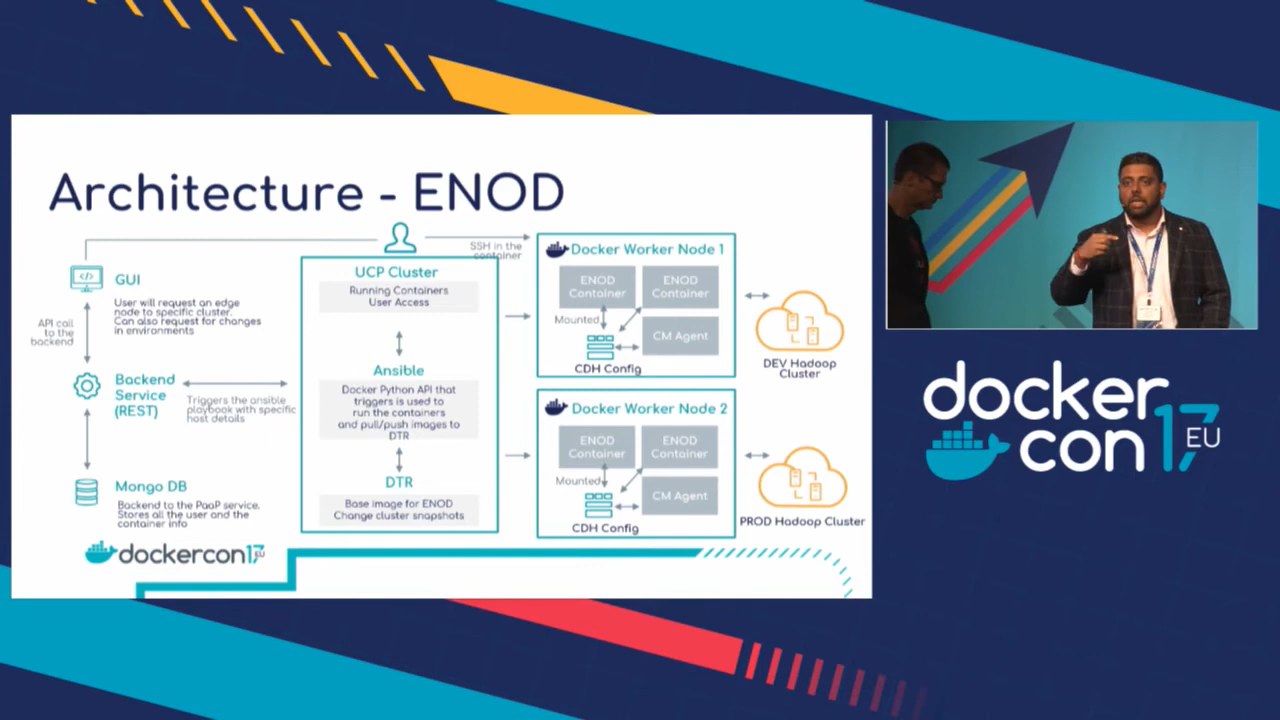 Architecture - ENOD
SSH in the
container
GUI
User will request an edge
node to specific cluster.
Can also request for changes
in environments
API call
to the
backend
Backend
Service
(REST)
Triggers the ansible
playbook with specific
host details
Mongo DB
Backend to the PaaP service.
Stores all the user and the
container info
UCP Cluster
Running Containers
User Access
Ansible
Docker Python API that
triggers is used to
run the containers
and pull/push images to
DTR
DTR
Base image for ENOD
Change cluster snapshots
Docker Worker Node 1
ENOD
Container
ENOD
Container
Mounted
CM Agent
CDH Config
DEV Hadoop
Cluster
Docker Worker Node 2
ENOD
Container
ENOD
Container
Mounted
CM Agent
CDH Config
PROD Hadoop Cluster
dockercon17 EU
docker
con 17 EU